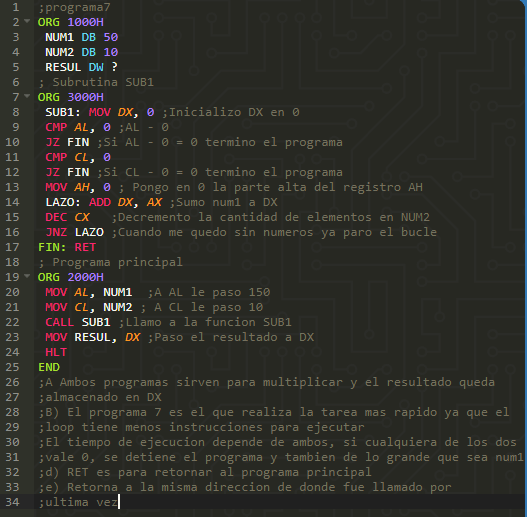 1 ;programa7
2 ORG 1000H
3 NUM1 DB 50
4 NUM2 DB 10
5 RESUL DW ?
6 ; Subrutina SUB1
7 ORG 3000H
8 SUB1: MOV DX, 0 ;Inicializo DX en 0
9 CMP AL, 0 ;AL - 0
10 JZ FIN ;Si AL - 0 = 0 termino el programa
11 CMP CL, 0
12 JZ FIN ;Si CL - 0 = 0 termino el programa
13 MOV AH, 0 ; Pongo en 0 la parte alta del registro AH
14 LAZO: ADD DX, AX ;Sumo num1 a DX
15 DEC CX ;Decremento la cantidad de elementos en NUM2
16 JNZ LAZO ;Cuando me quedo sin numeros ya paro el bucle
17 FIN: RET
18 ; Programa principal
19 ORG 2000H
20 MOV AL, NUM1 ;A AL le paso 150
21 MOV CL, NUM2 ; A CL le paso 10
22 CALL SUB1 ;Llamo a la funcion SUB1
23 MOV RESUL, DX ;Paso el resultado a DX
24 HLT
25 END
26 ;A Ambos programas sirven para multiplicar y el resultado queda
27 ;almacenado en DX
28 ;B) El programa 7 es el que realiza la tarea mas rapido ya que el
29 ;loop tiene menos instrucciones para ejecutar
30 ;El tiempo de ejecucion depende de ambos, si cualquiera de los dos
31 ;vale 0, se detiene el programa y tambien de lo grande que sea num1
32 ;d) RET es para retornar al programa principal
33 ;e) Retorna a la misma direccion de donde fue llamado por
34 ;ultima vez